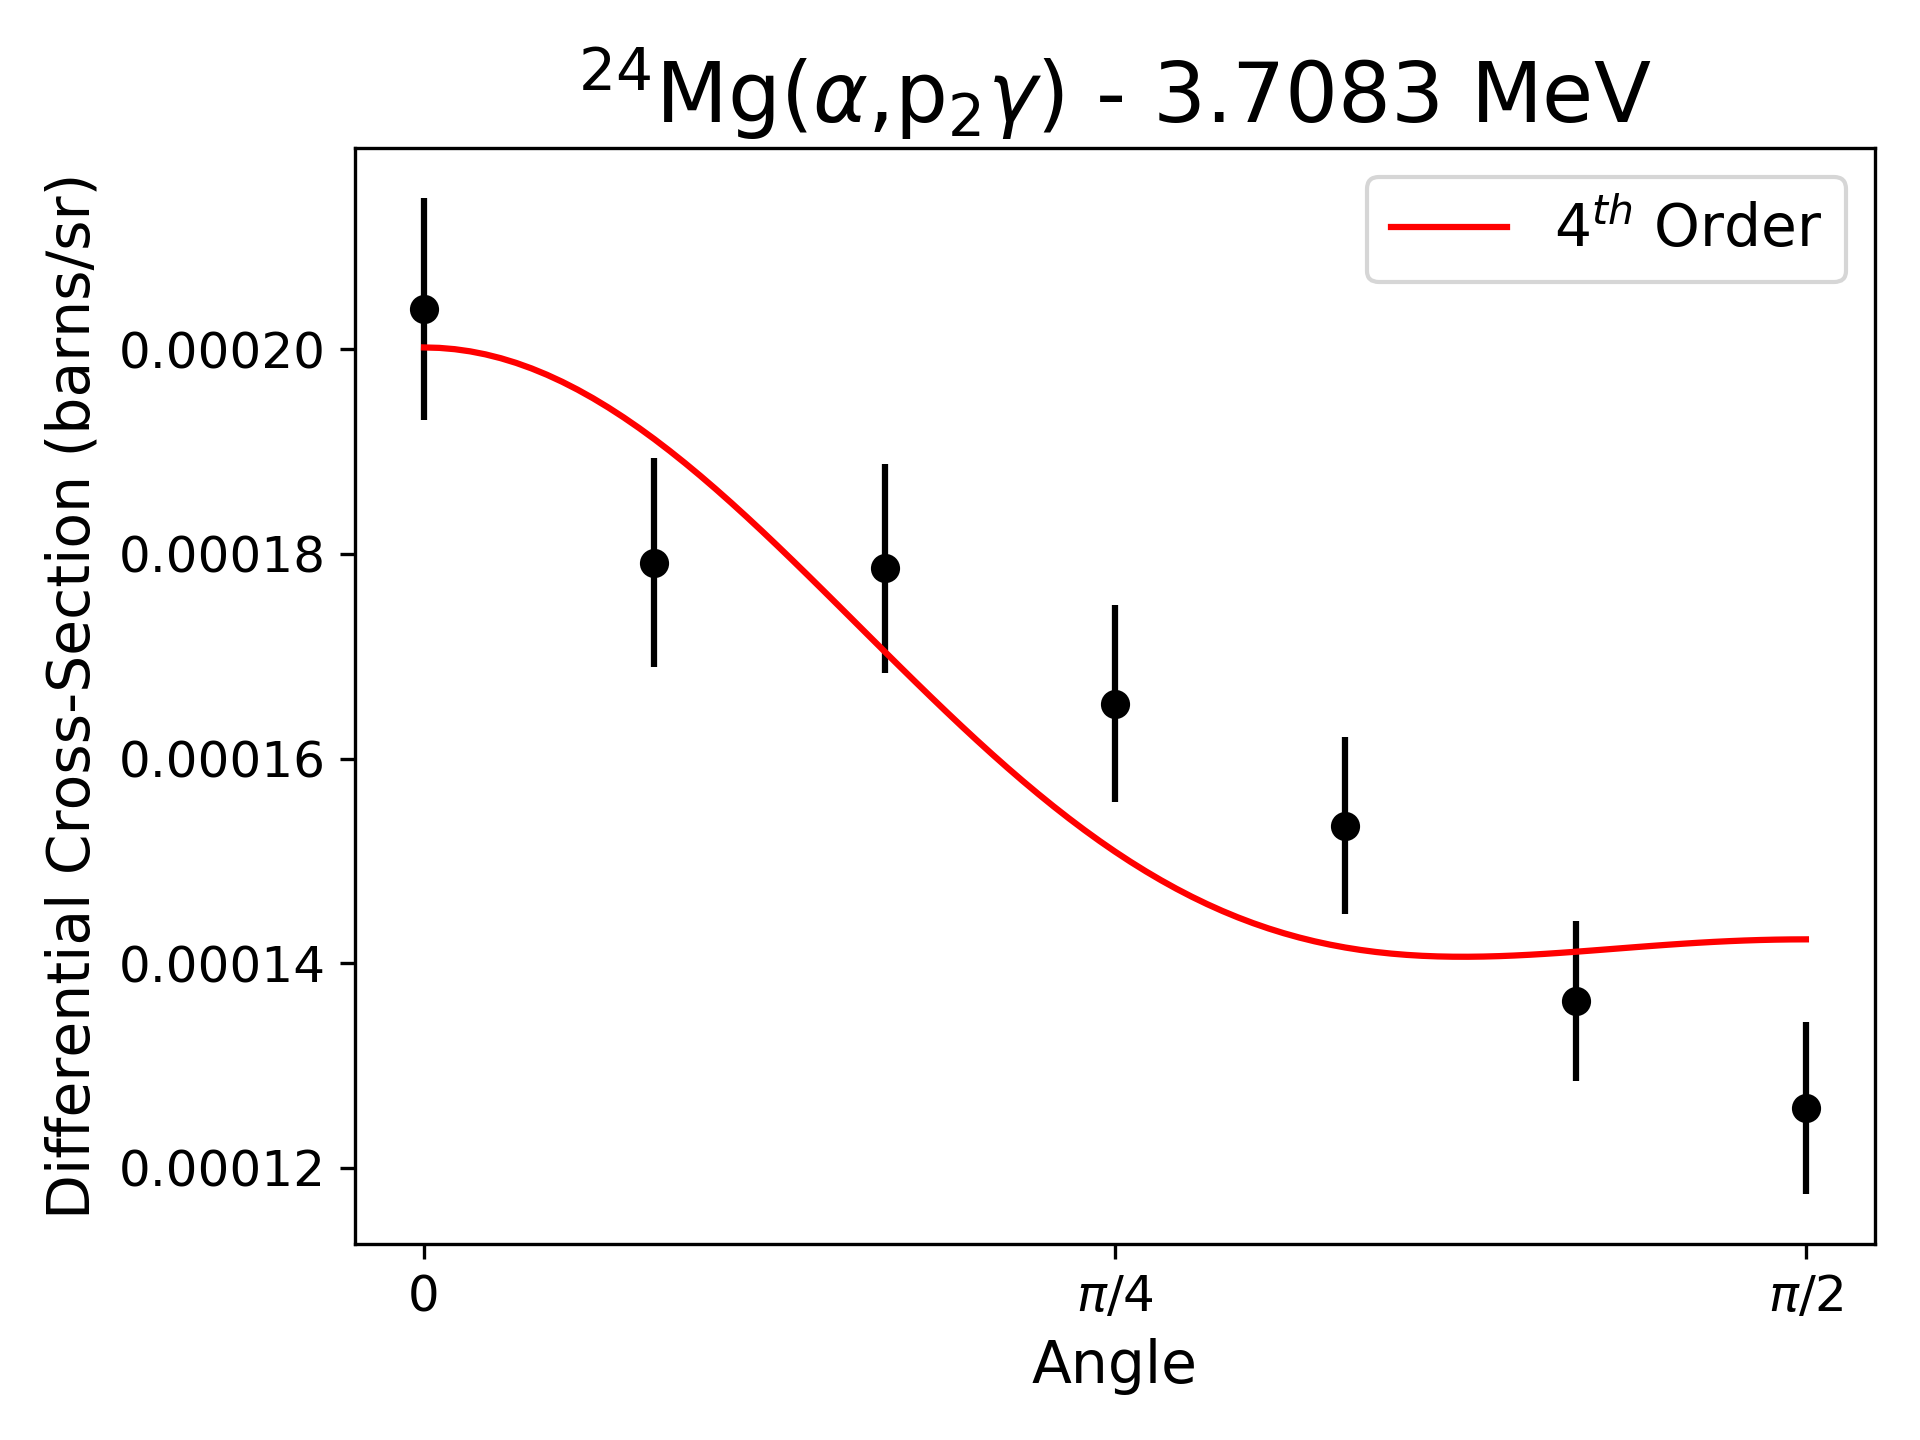 ²⁴Mg(α,p₂γ) - 3.7083 MeV
4ᵗʰ Order
Differential Cross-Section (barns/sr)
0.00020
0.00018
0.00016
0.00014
0.00012
0
π/4
π/2
Angle